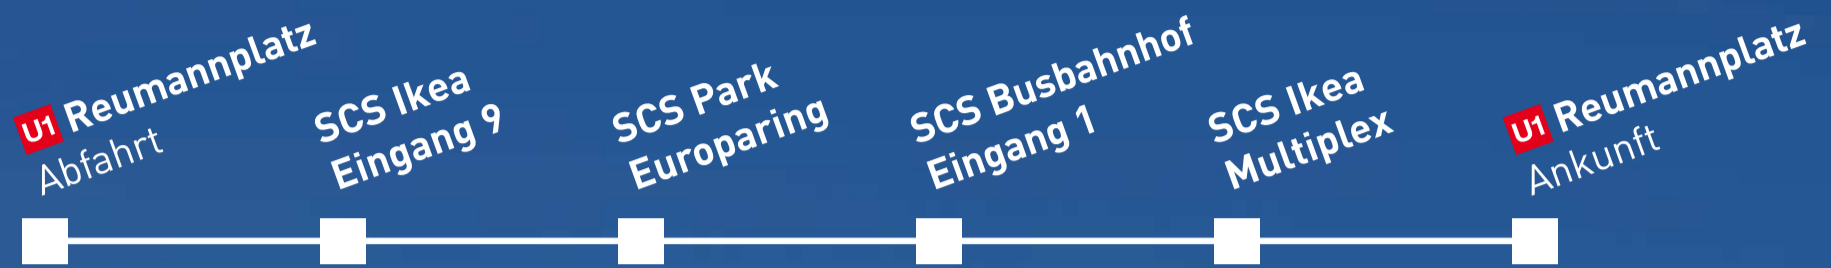 U1 Reumannplatz
Abfahrt
SCS Ikea
Eingang 9
SCS Park
Europaring
SCS Busbahnhof
Eingang 1
SCS Ikea
Multiplex
U1 Reumannplatz
Ankunft